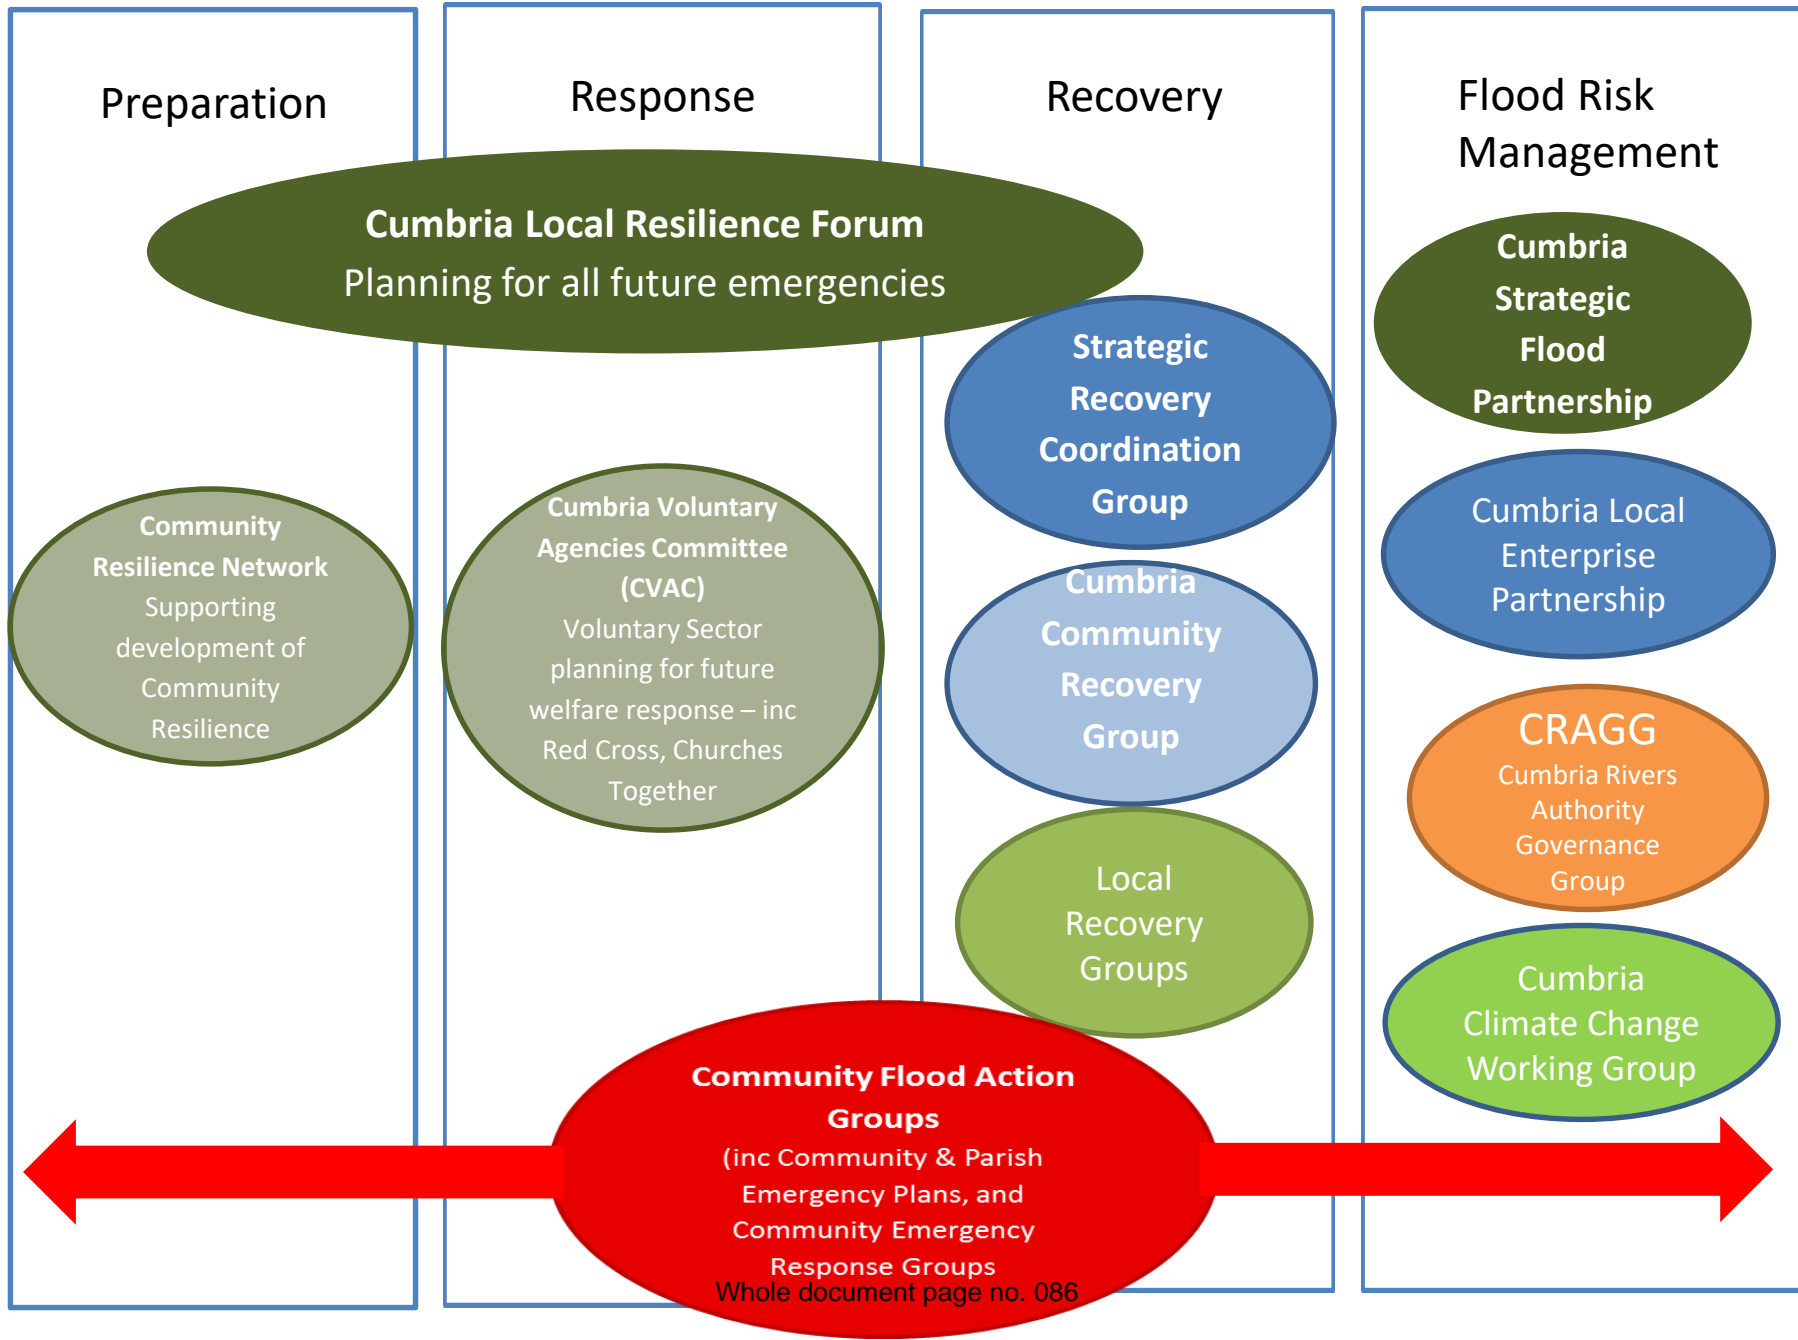 Preparation
Response
Recovery
Flood Risk
Management
Cumbria Local Resilience Forum
Planning for all future emergencies
Community
Resilience Network
Supporting
development of
Community
Resilience
Cumbria Voluntary
Agencies Committee
(CVAC)
Voluntary Sector
planning for future
welfare response – inc
Red Cross, Churches
Together
Strategic
Recovery
Coordination
Group
Cumbria
Community
Recovery
Group
Local
Recovery
Groups
Cumbria
Strategic
Flood
Partnership
Cumbria Local
Enterprise
Partnership
CRAGG
Cumbria Rivers
Authority
Governance
Group
Cumbria
Climate Change
Working Group
Community Flood Action
Groups
(inc Community & Parish
Emergency Plans, and
Community Emergency
Response Groups
Whole document page no. 086